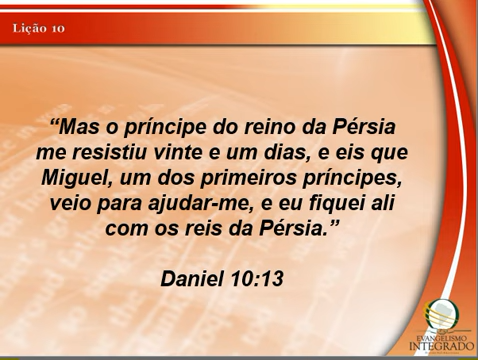 Lição 10
“Mas o príncipe do reino da Pérsia
me resistiu vinte e um dias, e eis que
Miguel, um dos primeiros príncipes,
veio para ajudar-me, e eu fiquei ali
com os reis da Pérsia.”
Daniel 10:13
EVANGELISMO
INTEGRADO